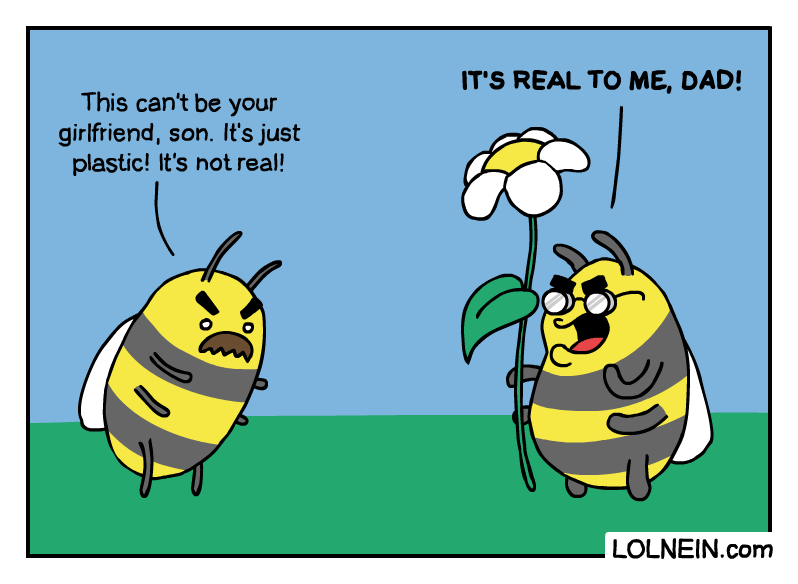 This can't be your
girlfriend, son. It's just
plastic! It's not real!
IT'S REAL TO ME, DAD!
LOLNEIN.com